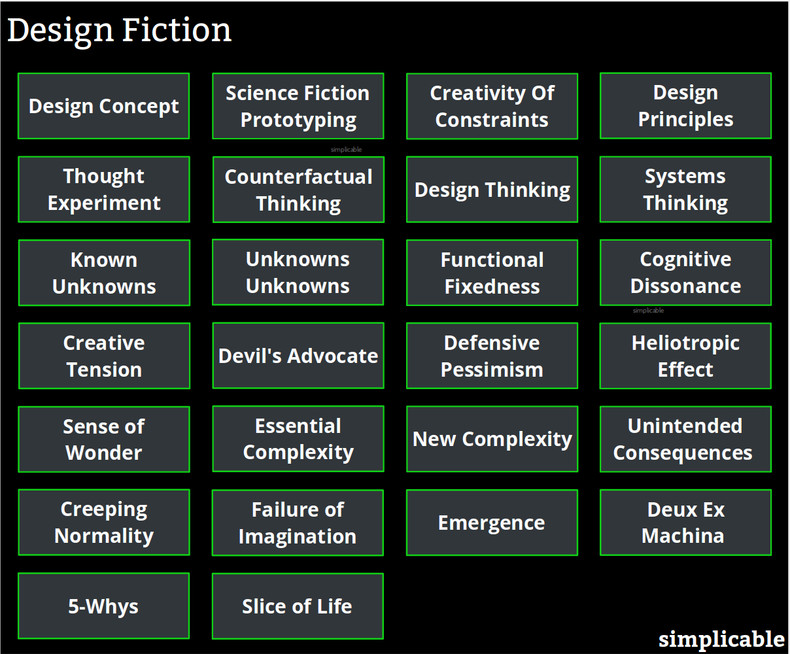 Design Fiction
Design Concept
Science Fiction
Prototyping
Creativity Of
Constraints
Design
Principles
simplicable
Thought
Experiment
Counterfactual
Thinking
Design Thinking
Systems
Thinking
Known
Unknowns
Unknowns
Unknowns
Functional
Fixedness
Cognitive
Dissonance
simplicable
Creative
Tension
Devil's Advocate
Defensive
Pessimism
Heliotropic
Effect
Sense of
Wonder
Essential
Complexity
New Complexity
Unintended
Consequences
Creeping
Normality
Failure of
Imagination
Emergence
Deux Ex
Machina
5-Whys
Slice of Life
simplicable